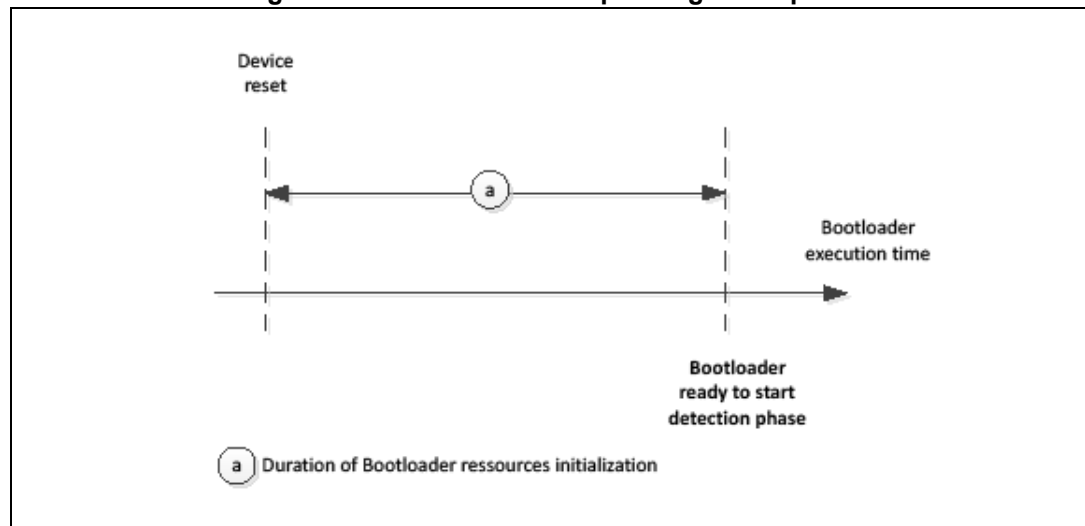 Device
reset
a
Bootloader
execution time
Bootloader
ready to start
detection phase
a Duration of Bootloader ressources initialization